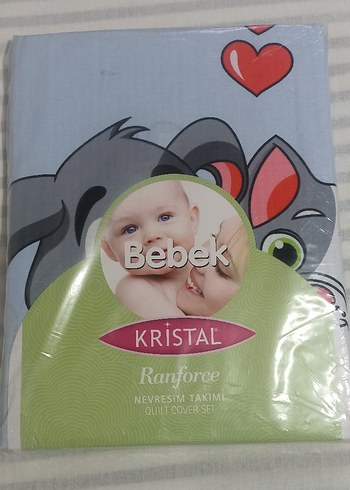 Bebek
KRİSTAL®
Ranforce
NEVRESİM TAKIMI
QUILT COVER SET